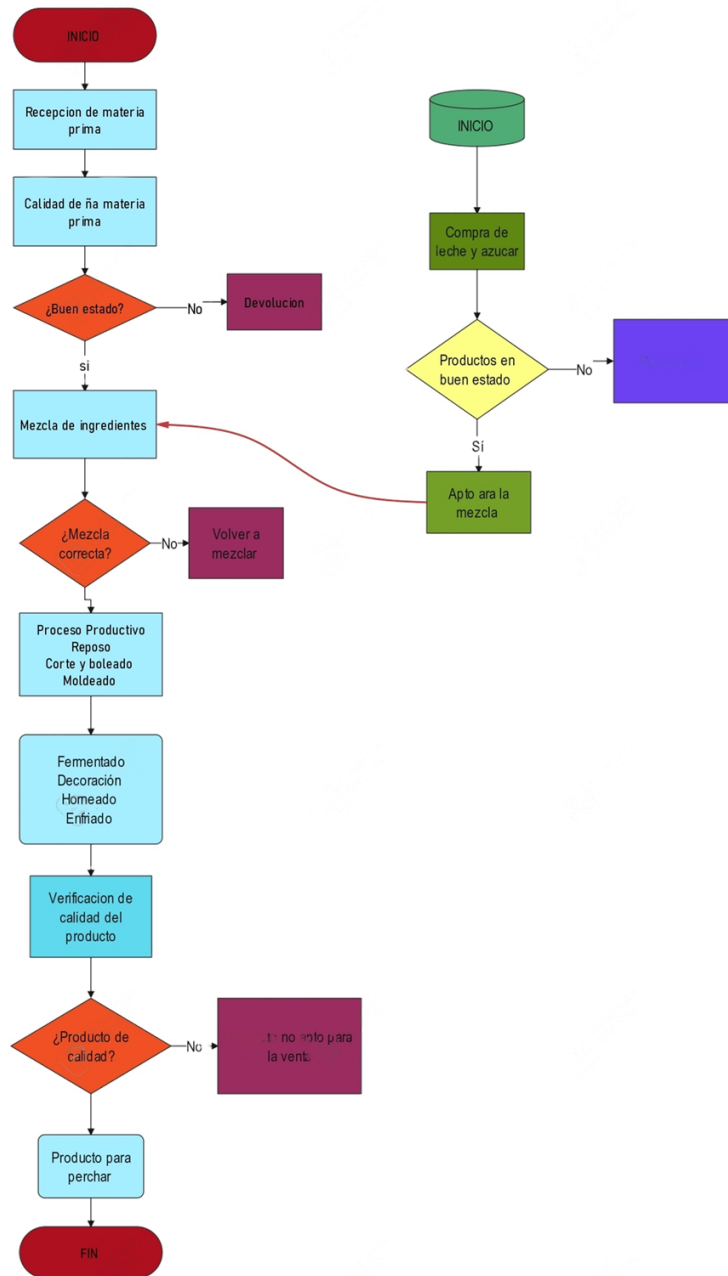 INICIO
Recepcion de materia
prima
Calidad de ña materia
prima
¿Buen estado?
No
Devolucion
si
Mezcla de ingredientes
¿Mezcla
correcta?
No
Volver a
mezclar
Proceso Productivo
Reposo
Corte y boleado
Moldeado
Fermentado
Decoración
Horneado
Enfriado
Verificacion de
calidad del
producto
¿Producto de
calidad?
No
no apto para
la venta
Producto para
perchar
FIN
INICIO
Compra de
leche y azucar
Productos en
buen estado
No
Sí
Apto ara la
mezcla